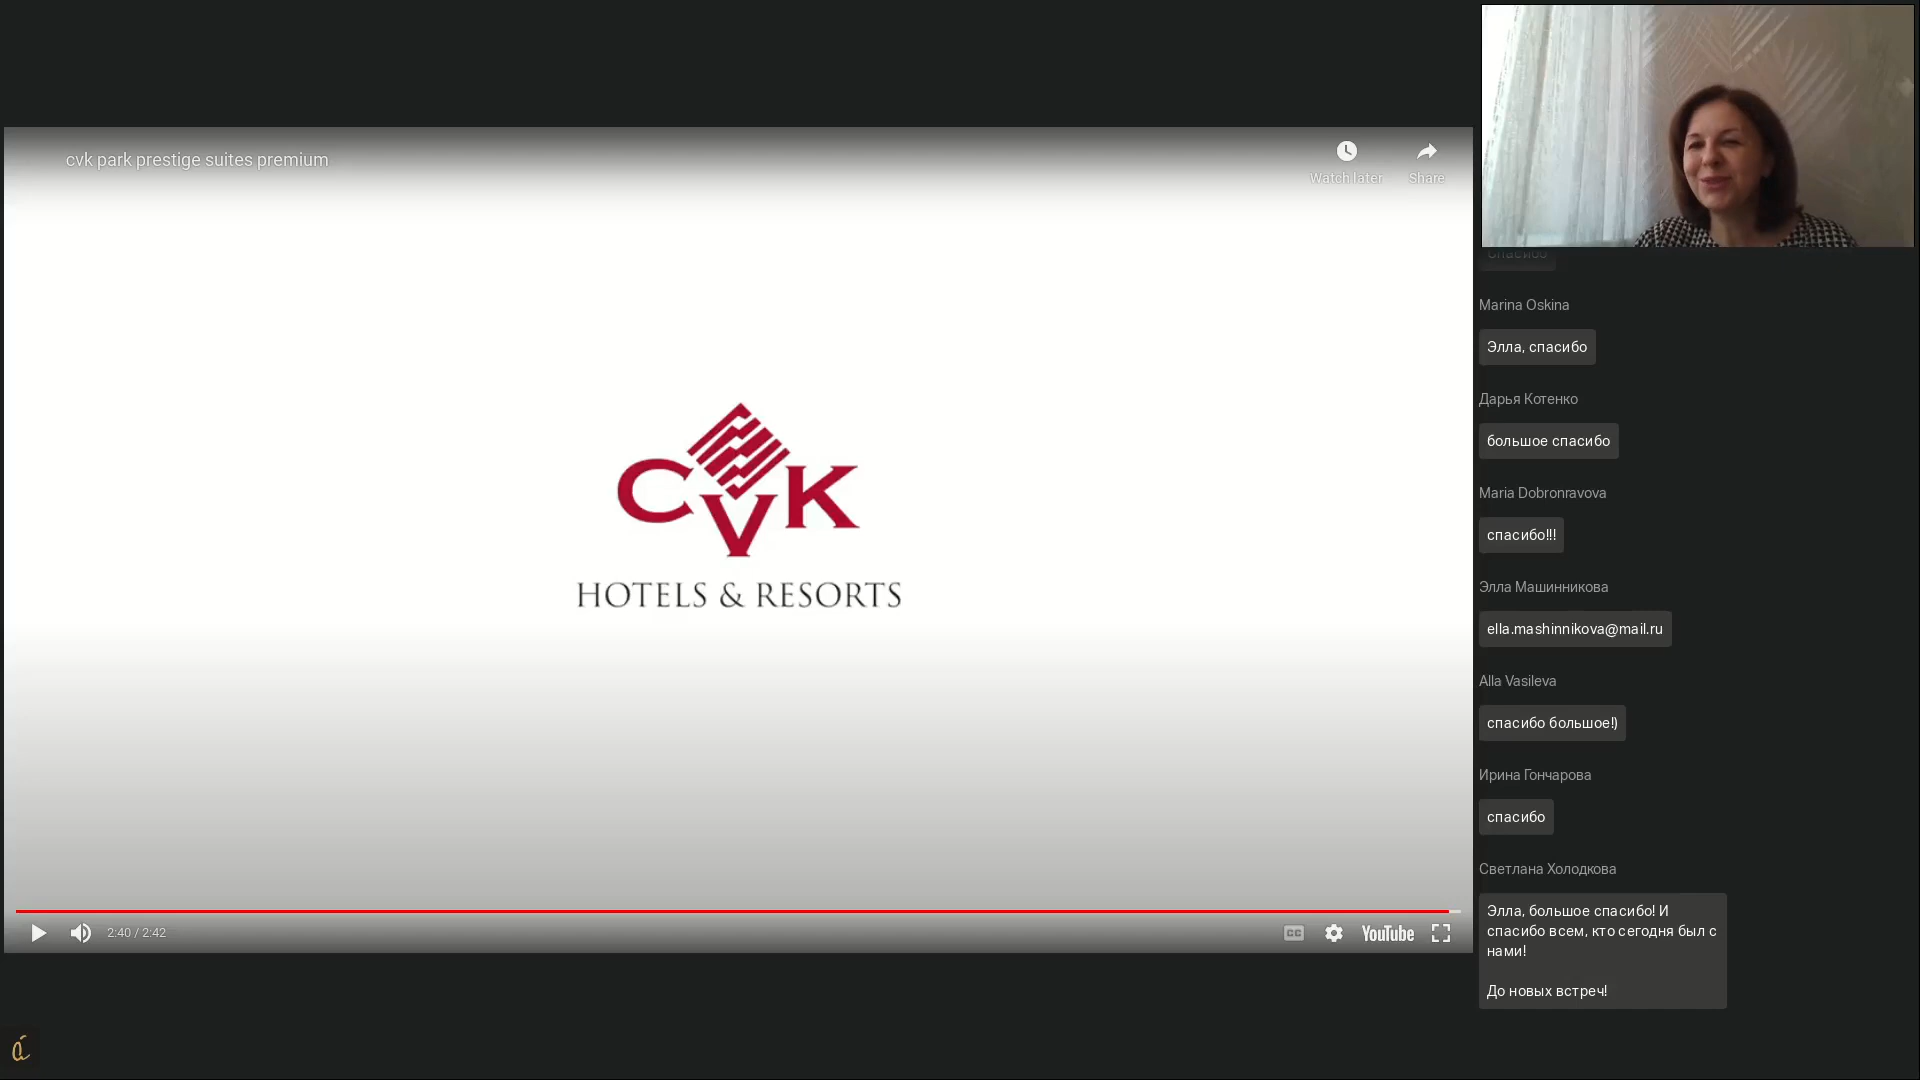 cvk park prestige suites premium
Watch later
Share
CVK
HOTELS & RESORTS
2:40 / 2:42
CC
YouTube
Спасибо
Marina Oskina
Элла, спасибо
Дарья Котенко
большое спасибо
Maria Dobronravova
спасибо!!!
Элла Машинникова
ella.mashinnikova@mail.ru
Alla Vasileva
спасибо большое!)
Ирина Гончарова
спасибо
Светлана Холодкова
Элла, большое спасибо! И
спасибо всем, кто сегодня был с
нами!
До новых встреч!
á